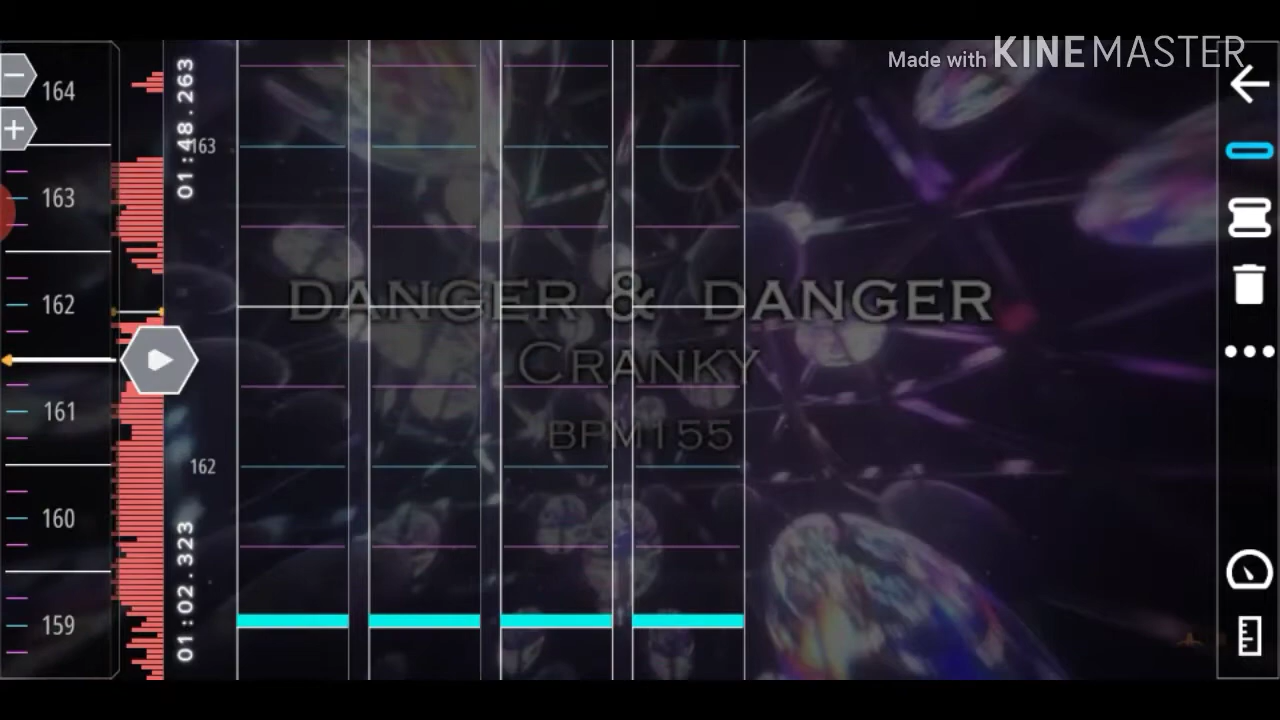 Made with KINEMASTER
164
01:48.263
163
163
DANGER & DANGER
162
CRANKY
161
BPM155
162
160
01:02.323
159